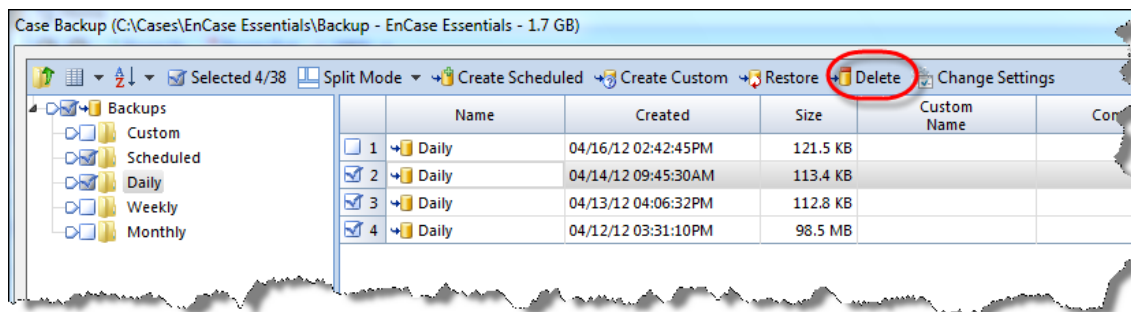 Case Backup (C:\Cases\EnCase Essentials\Backup - EnCase Essentials - 1.7 GB)
Selected 4/38 Split Mode Create Scheduled Create Custom Restore Delete Change Settings
Backups
Custom
Scheduled
Daily
Weekly
Monthly
Name Created Size Custom Name
1 Daily 04/16/12 02:42:45PM 121.5 KB
2 Daily 04/14/12 09:45:30AM 113.4 KB
3 Daily 04/13/12 04:06:32PM 112.8 KB
4 Daily 04/12/12 03:31:10PM 98.5 MB